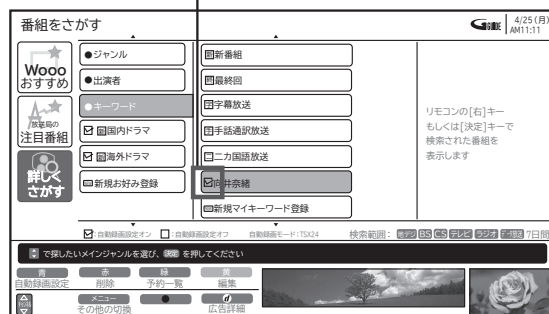 番組をさがす
G GUIDE
4/25(月)
AM11:11
Wooo
おすすめ
放送局の
注目番組
詳しく
さがす
●ジャンル
●出演者
●キーワード
国内ドラマ
海外ドラマ
新規お好み登録
新番組
最終回
字幕放送
手話通訳放送
二カ国語放送
向井奈緒
新規マイキーワード登録
リモコンの[右]キー
もしくは[決定]キーで
検索された番組を
表示します
:自動録画設定オン :自動録画設定オフ 自動録画モード:TSX24 検索範囲: 地デジ BS CS テレビ ラジオ 7日間
で探したいメインジャンルを選び、決定 を押してください
青 赤 緑 黄
自動録画設定 削除 予約一覧 編集
メニュー ● d
その他の切換 広告詳細